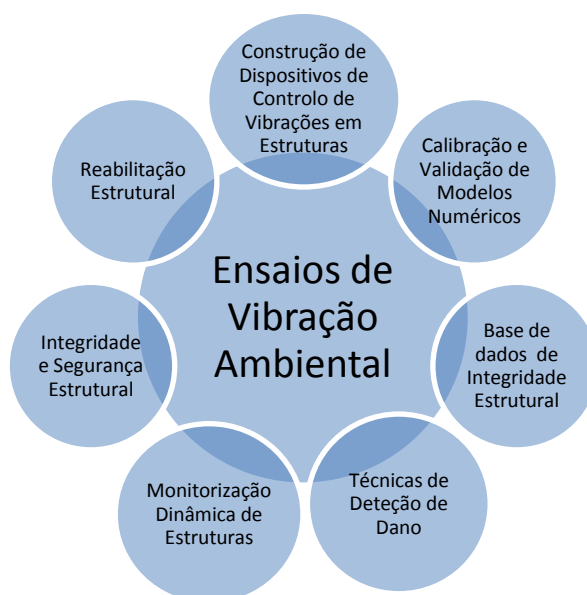 Construção de
Dispositivos de
Controlo de
Vibrações em
Estruturas
Calibração e
Validação de
Modelos
Numéricos
Base de
dados de
Integridade
Estrutural
Técnicas de
Deteção de
Dano
Monitorização
Dinâmica de
Estruturas
Integridade
e Segurança
Estrutural
Reabilitação
Estrutural
Ensaios de
Vibração
Ambiental